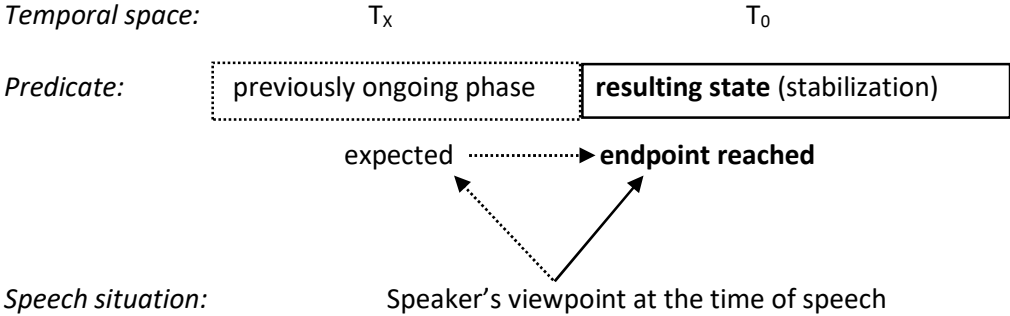 Temporal space: Tₓ T₀
Predicate: previously ongoing phase resulting state (stabilization)
expected endpoint reached
Speech situation: Speaker's viewpoint at the time of speech